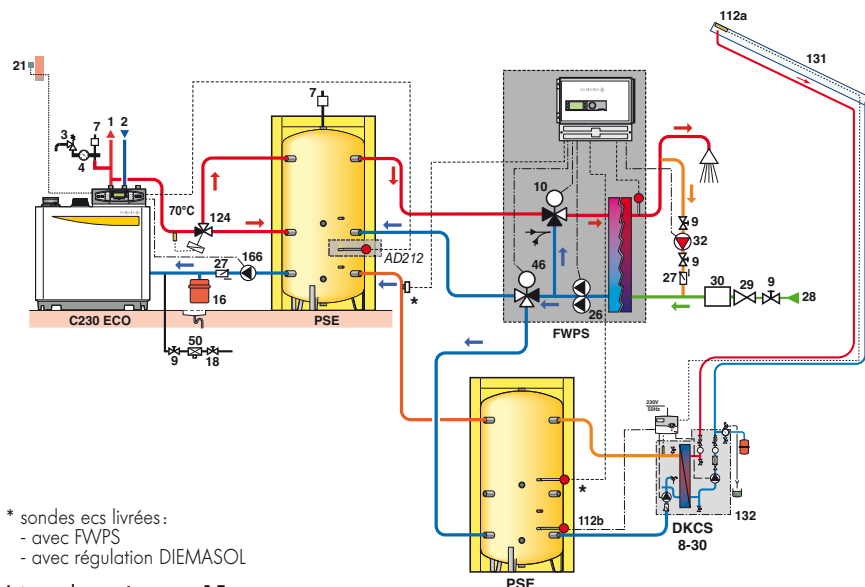 112a
131
21
7
3
1
2
4
7
10
9
32
9
70°C
124
166
27
16
AD212
*
46
26
27
30
29
9
28
C230 ECO
PSE
FWPS
50
9
18
230V
50Hz
*
112b
132
DKCS
8-30
PSE
* sondes ecs livrées :
- avec FWPS
- avec régulation DIEMASOL